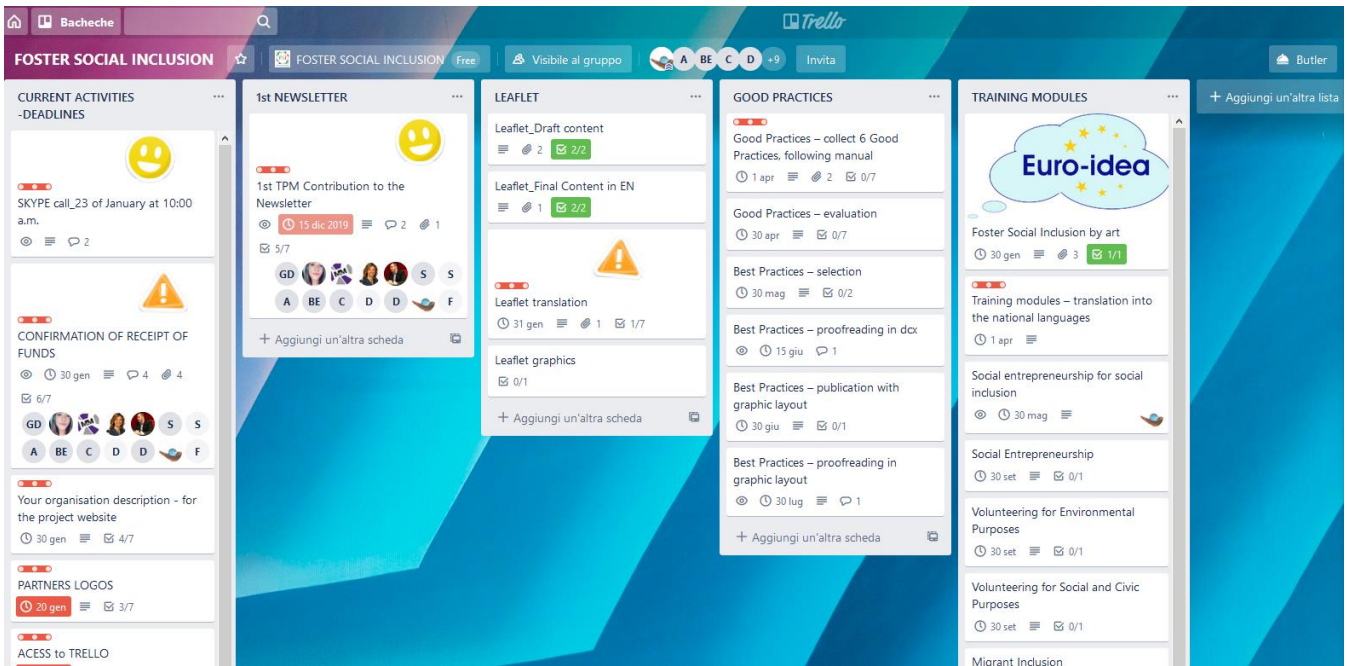 Bacheche
Trello
FOSTER SOCIAL INCLUSION
FOSTER SOCIAL INCLUSION Free
Visibile al gruppo
A BE C D +9
Invita
Butler
CURRENT ACTIVITIES
-DEADLINES
SKYPE call_23 of January at 10:00
a.m.
2
CONFIRMATION OF RECEIPT OF
FUNDS
30 gen 4 4
6/7
GD S S
A BE C D D F
Your organisation description - for
the project website
30 gen 4/7
PARTNERS LOGOS
20 gen 3/7
ACESS to TRELLO
1st NEWSLETTER
1st TPM Contribution to the
Newsletter
15 dic 2019 2 1
5/7
GD S S
A BE C D D F
+ Aggiungi un'altra scheda
LEAFLET
Leaflet_Draft content
2 2/2
Leaflet_Final Content in EN
1 2/2
Leaflet translation
31 gen 1 1/7
Leaflet graphics
0/1
+ Aggiungi un'altra scheda
GOOD PRACTICES
Good Practices – collect 6 Good
Practices, following manual
1 apr 2 0/7
Good Practices – evaluation
30 apr 0/7
Best Practices – selection
30 mag 0/2
Best Practices – proofreading in dcx
15 giu 1
Best Practices – publication with
graphic layout
30 giu 0/1
Best Practices – proofreading in
graphic layout
30 lug 1
+ Aggiungi un'altra scheda
TRAINING MODULES
Euro-idea
Foster Social Inclusion by art
30 gen 3 1/1
Training modules – translation into
the national languages
1 apr
Social entrepreneurship for social
inclusion
30 mag
Social Entrepreneurship
30 set 0/1
Volunteering for Environmental
Purposes
30 set 0/1
Volunteering for Social and Civic
Purposes
30 set 0/1
Migrant Inclusion
+ Aggiungi un'altra lista